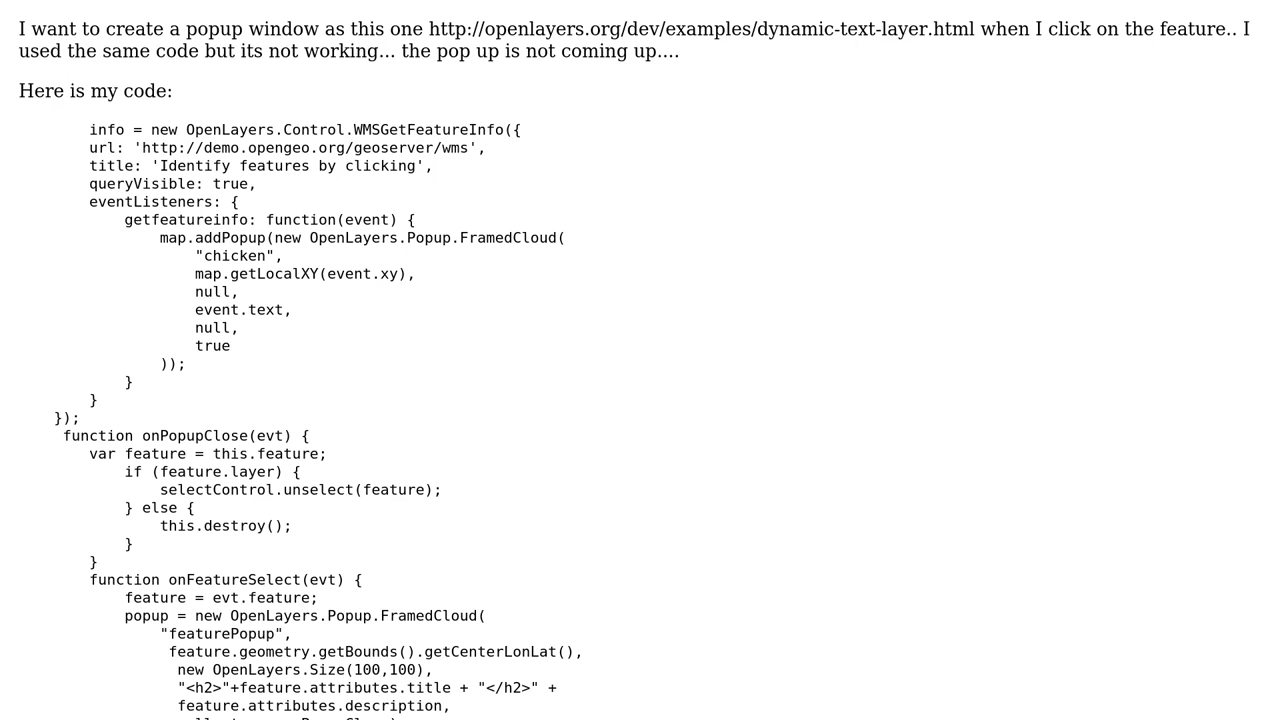 I want to create a popup window as this one http://openlayers.org/dev/examples/dynamic-text-layer.html when I click on the feature.. I
used the same code but its not working... the pop up is not coming up....
Here is my code:
info = new OpenLayers.Control.WMSGetFeatureInfo({
url: 'http://demo.opengeo.org/geoserver/wms',
title: 'Identify features by clicking',
queryVisible: true,
eventListeners: {
getfeatureinfo: function(event) {
map.addPopup(new OpenLayers.Popup.FramedCloud(
"chicken",
map.getLocalXY(event.xy),
null,
event.text,
null,
true
));
}
}
});
function onPopupClose(evt) {
var feature = this.feature;
if (feature.layer) {
selectControl.unselect(feature);
} else {
this.destroy();
}
}
function onFeatureSelect(evt) {
feature = evt.feature;
popup = new OpenLayers.Popup.FramedCloud(
"featurePopup",
feature.geometry.getBounds().getCenterLonLat(),
new OpenLayers.Size(100,100),
"<h2>"+feature.attributes.title + "</h2>" +
feature.attributes.description,